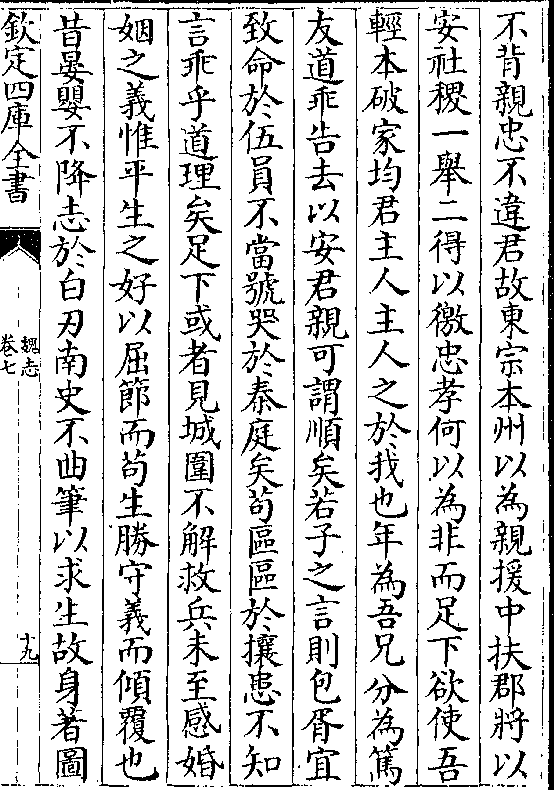 不背親忠不違君故東宗本州以為親援中扶郡將以
安社稷一舉二得以徼忠孝何以為非而足下欲使吾
輕本破家均君主人主人之於我也年為吾兄分為篤
友道乖告去以安君親可謂順矣若子之言則包胥宜
致命於伍員不當號哭於秦庭矣苟區區於攘患不知
言乖乎道理矣足下或者見城圍不解救兵未至感婚
姻之義惟平生之好以屈節而苟生勝守義而傾覆也
昔晏嬰不降志於白刃南史不曲筆以求生故身著圖
欽定四庫全書
魏志
卷七
十九